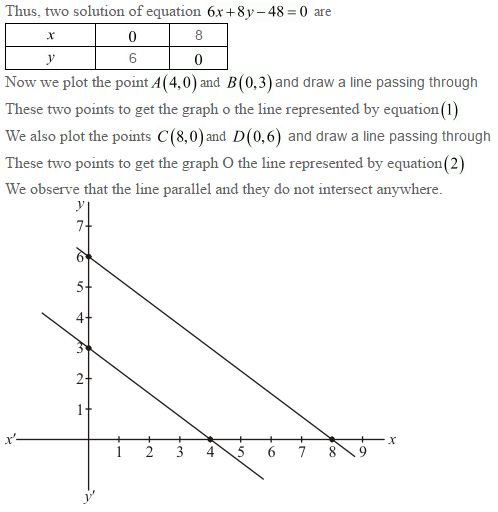 Thus, two solution of equation 6x+8y−48=0 are
x 0 8
y 6 0
Now we plot the point A(4,0) and B(0,3) and draw a line passing through
These two points to get the graph o the line represented by equation(1)
We also plot the points C(8,0) and D(0,6) and draw a line passing through
These two points to get the graph O the line represented by equation(2)
We observe that the line parallel and they do not intersect anywhere.
y
7
6
5
4
3
2
1
x' x
1 2 3 4 5 6 7 8 9
y'